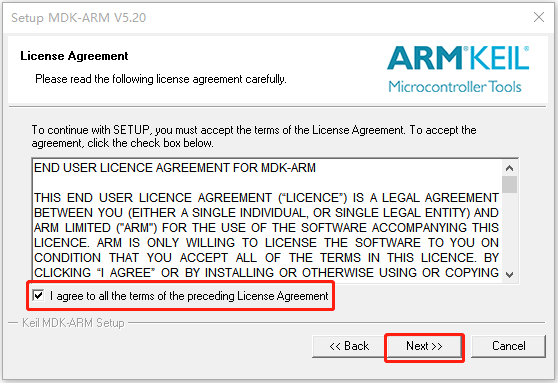 Setup MDK-ARM V5.20
License Agreement
Please read the following license agreement carefully.
ARM®KEIL
Microcontroller Tools
To continue with SETUP, you must accept the terms of the License Agreement. To accept the
agreement, click the check box below.
END USER LICENCE AGREEMENT FOR MDK-ARM
THIS END USER LICENCE AGREEMENT (“LICENCE”) IS A LEGAL AGREEMENT
BETWEEN YOU (EITHER A SINGLE INDIVIDUAL, OR SINGLE LEGAL ENTITY) AND
ARM LIMITED ("ARM") FOR THE USE OF THE SOFTWARE ACCOMPANYING THIS
LICENCE. ARM IS ONLY WILLING TO LICENSE THE SOFTWARE TO YOU ON
CONDITION THAT YOU ACCEPT ALL OF THE TERMS IN THIS LICENCE. BY
CLICKING “I AGREE” OR BY INSTALLING OR OTHERWISE USING OR COPYING
I agree to all the terms of the preceding License Agreement
Keil MDK-ARM Setup
<< Back
Next >>
Cancel